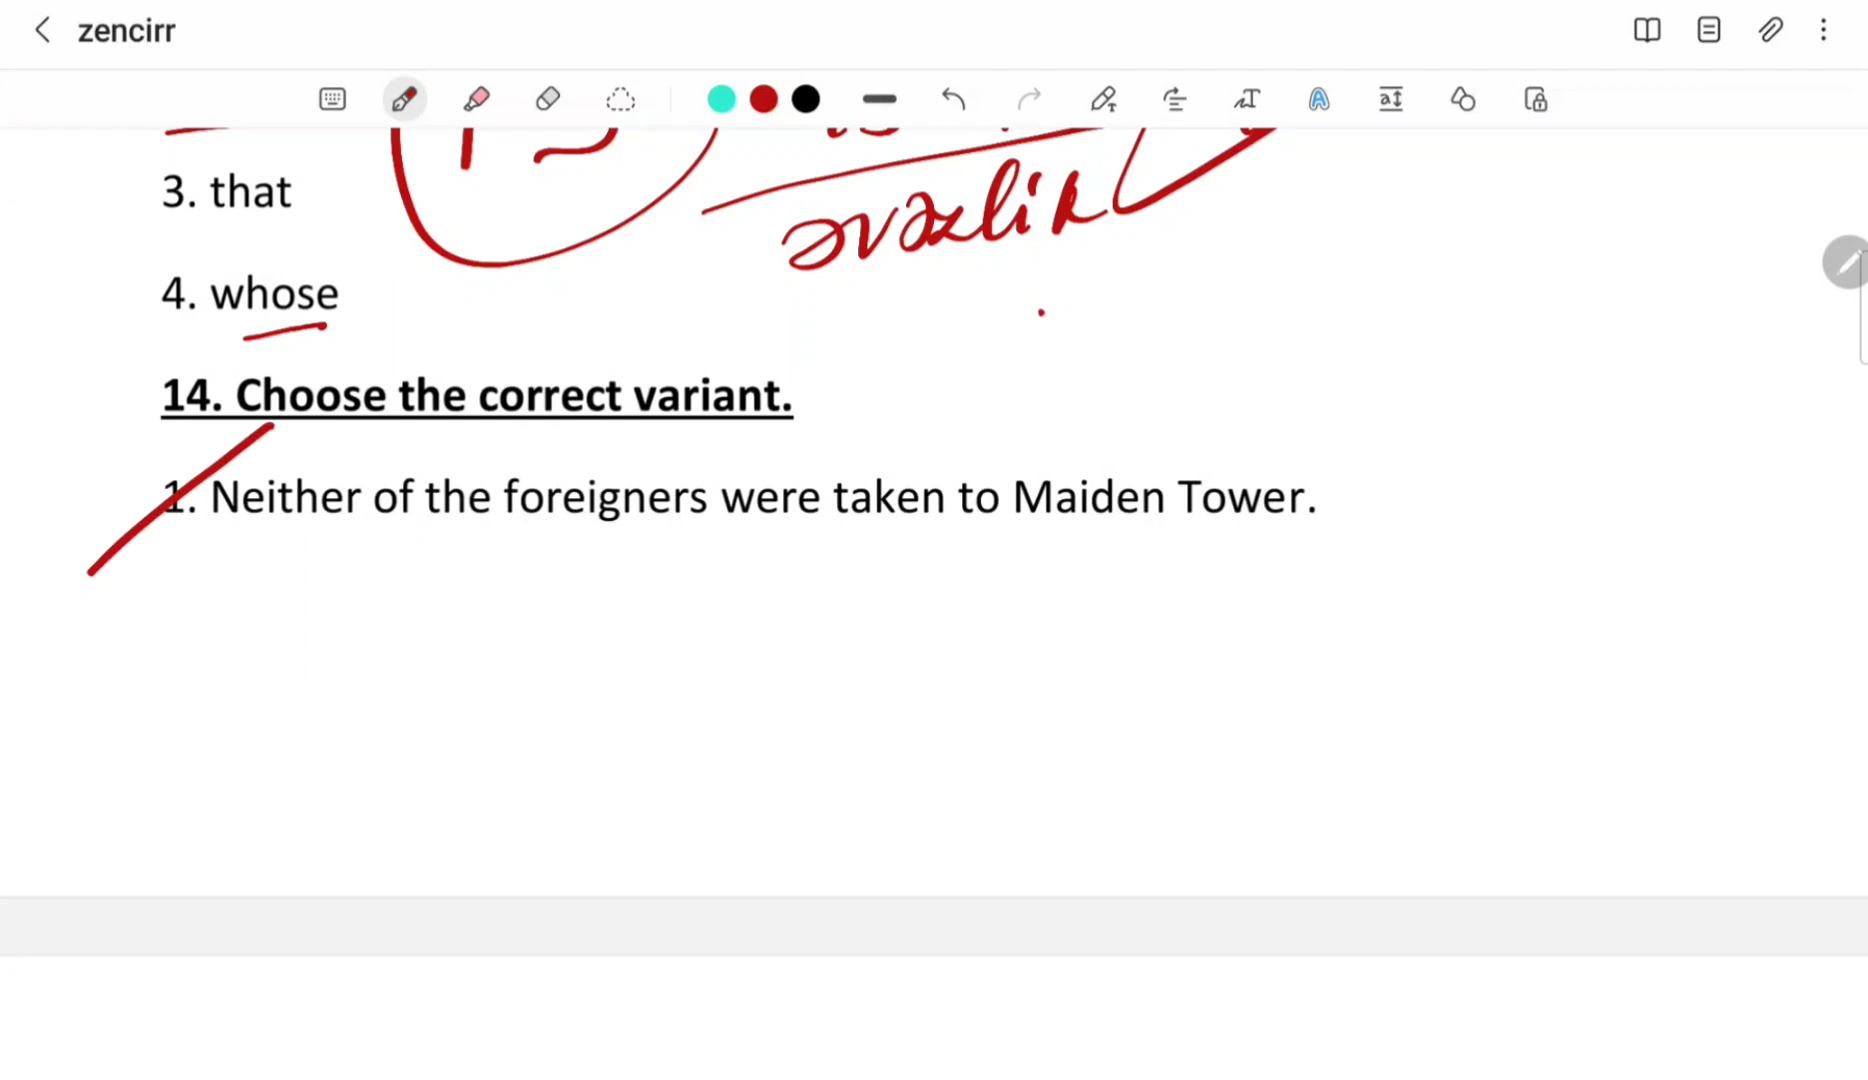 zencirr
3. that
əvəzlik
4. whose
14. Choose the correct variant.
1. Neither of the foreigners were taken to Maiden Tower.